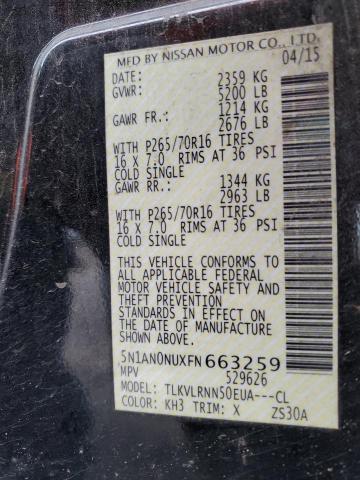 MFD BY NISSAN MOTOR CO., LTD.
04/15
DATE: 2359 KG
GVWR: 5200 LB
1214 KG
GAWR FR.: 2676 LB
WITH P265/70R16 TIRES
16 X 7.0 RIMS AT 36 PSI
COLD SINGLE
GAWR RR.: 1344 KG
2963 LB
WITH P265/70R16 TIRES
16 X 7.0 RIMS AT 36 PSI
COLD SINGLE
THIS VEHICLE CONFORMS TO
ALL APPLICABLE FEDERAL
MOTOR VEHICLE SAFETY AND
AND THEFT PREVENTION
STANDARDS IN EFFECT ON
THE DATE OF MANUFACTURE
SHOWN ABOVE.
5N1AN0NUXFN663259
MPV 529626
MODEL: TLKVLRNN50EUA---CL
COLOR: KH3 TRIM: X ZS30A